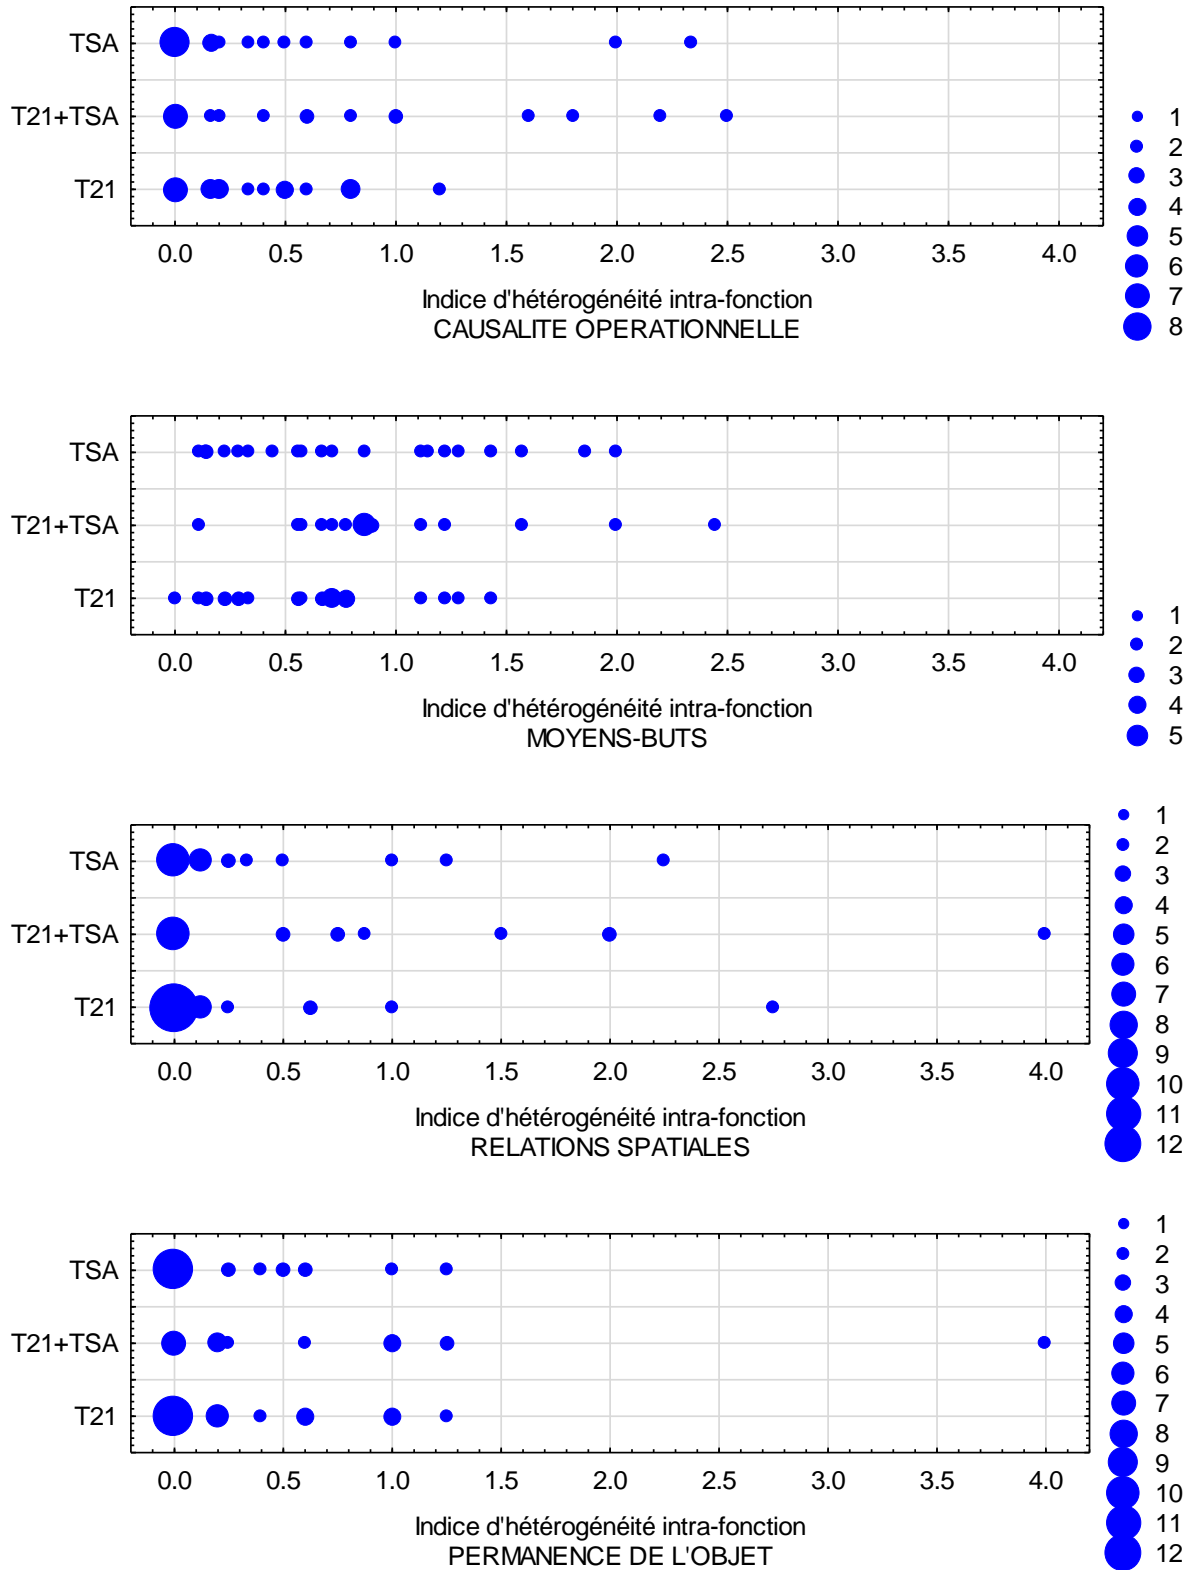 TSA
T21+TSA
T21
0.0 0.5 1.0 1.5 2.0 2.5 3.0 3.5 4.0
Indice d'hétérogénéité intra-fonction
CAUSALITE OPERATIONNELLE
1
2
3
4
5
6
7
8
TSA
T21+TSA
T21
0.0 0.5 1.0 1.5 2.0 2.5 3.0 3.5 4.0
Indice d'hétérogénéité intra-fonction
MOYENS-BUTS
1
2
3
4
5
TSA
T21+TSA
T21
0.0 0.5 1.0 1.5 2.0 2.5 3.0 3.5 4.0
Indice d'hétérogénéité intra-fonction
RELATIONS SPATIALES
1
2
3
4
5
6
7
8
9
10
11
12
TSA
T21+TSA
T21
0.0 0.5 1.0 1.5 2.0 2.5 3.0 3.5 4.0
Indice d'hétérogénéité intra-fonction
PERMANENCE DE L'OBJET
1
2
3
4
5
6
7
8
9
10
11
12